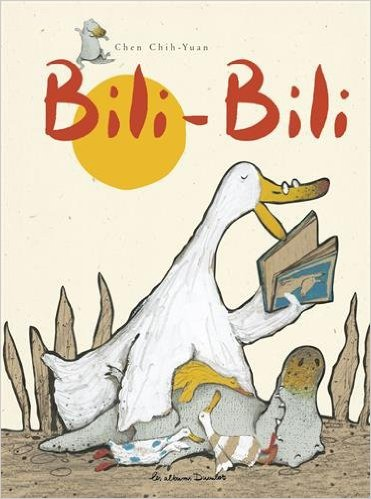 Chen Chih-Yuan
Bili-Bili
les albums Duculot